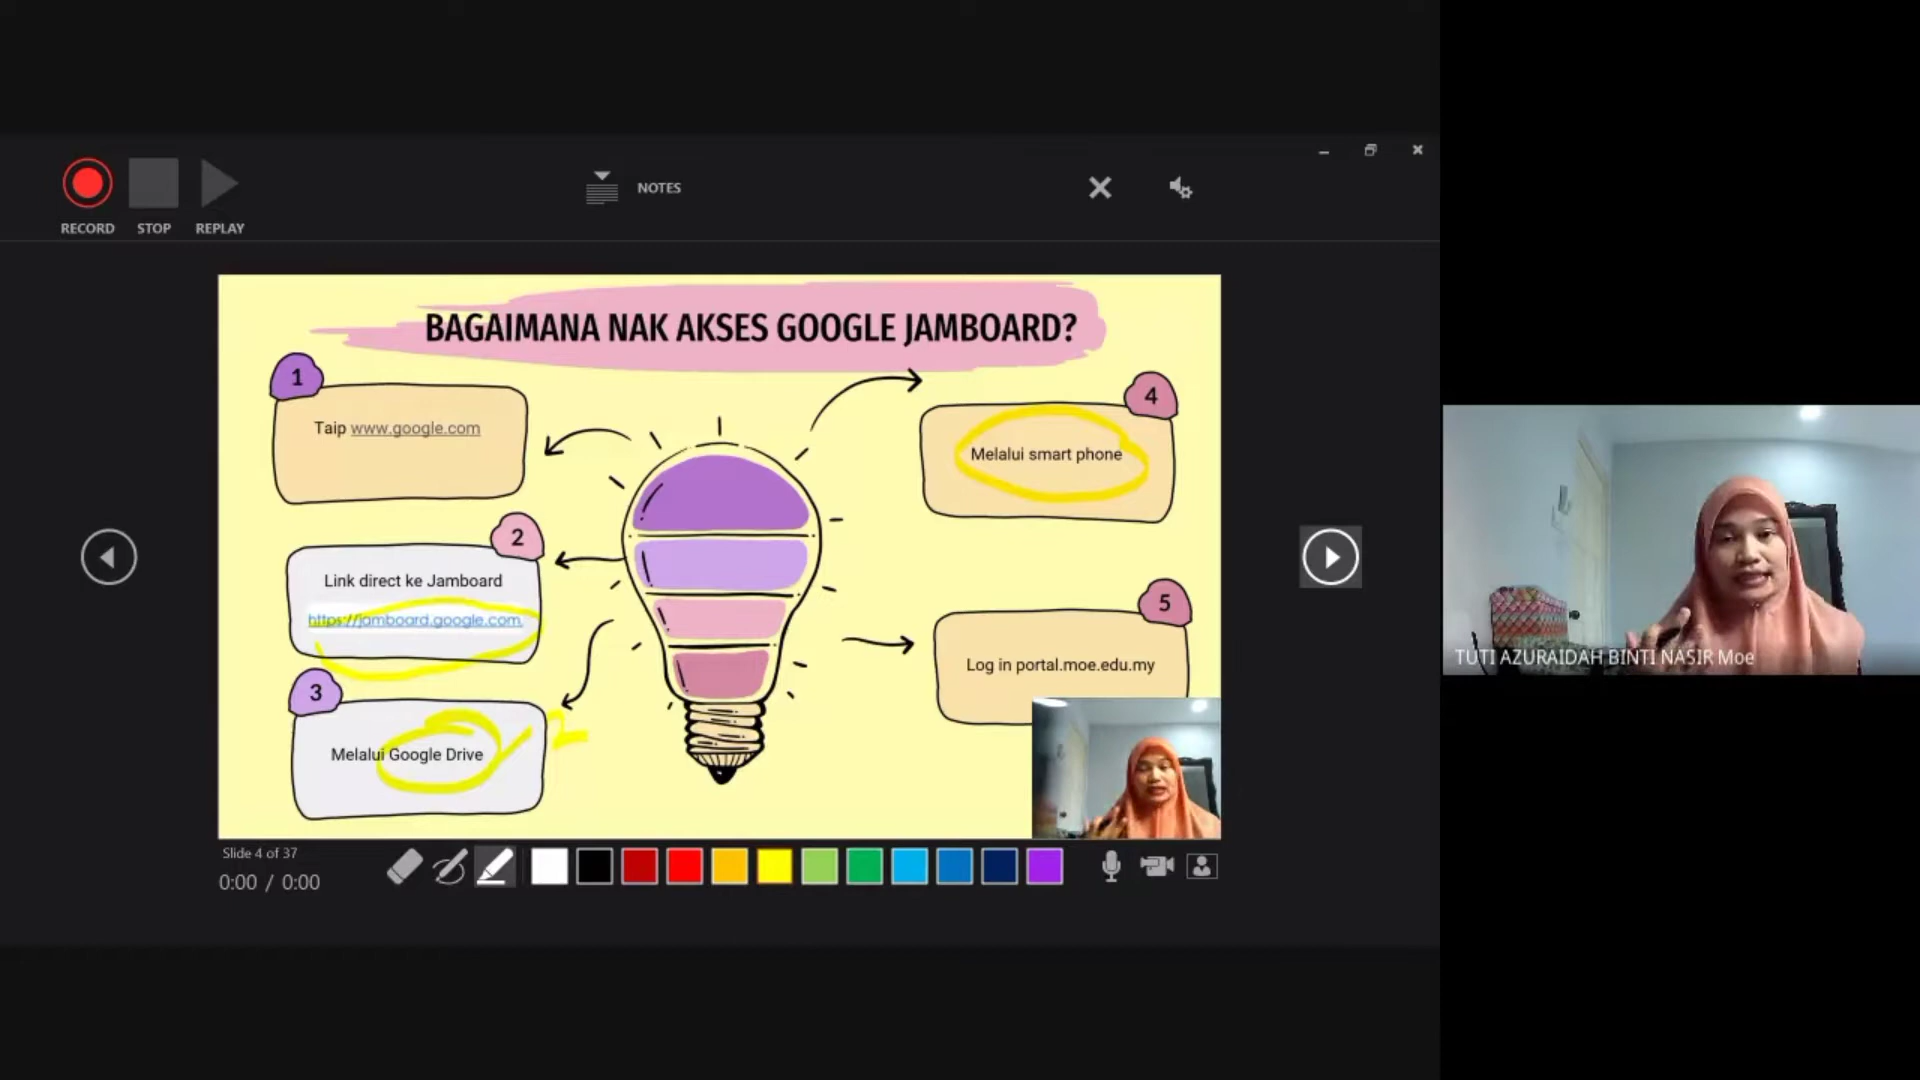 RECORD
STOP
REPLAY
NOTES
BAGAIMANA NAK AKSES GOOGLE JAMBOARD?
1
Taip www.google.com
2
Link direct ke Jamboard
https://jamboard.google.com
3
Melalui Google Drive
4
Melalui smart phone
5
Log in portal.moe.edu.my
Slide 4 of 37
0:00 / 0:00
TUTI AZURAIDAH BINTI NASIR Moe